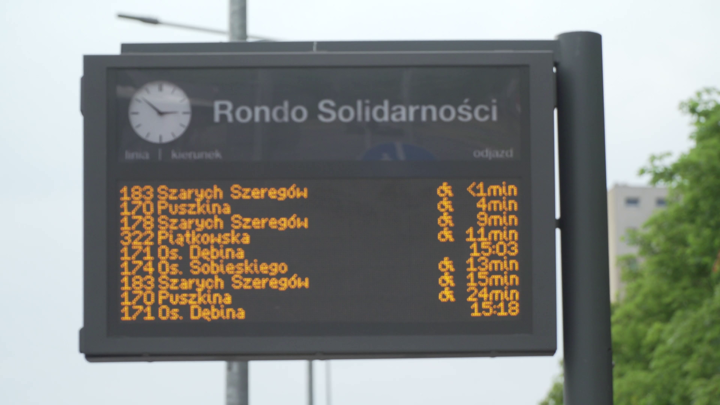 Rondo Solidarności
linia | kierunek odjazd
183 Szarych Szeregów <1min
170 Puszkina 4min
178 Szarych Szeregów 9min
322 Piątkowska 11min
171 Os. Dębina 15:03
174 Os. Sobieskiego 13min
183 Szarych Szeregów 15min
170 Puszkina 24min
171 Os. Dębina 15:18